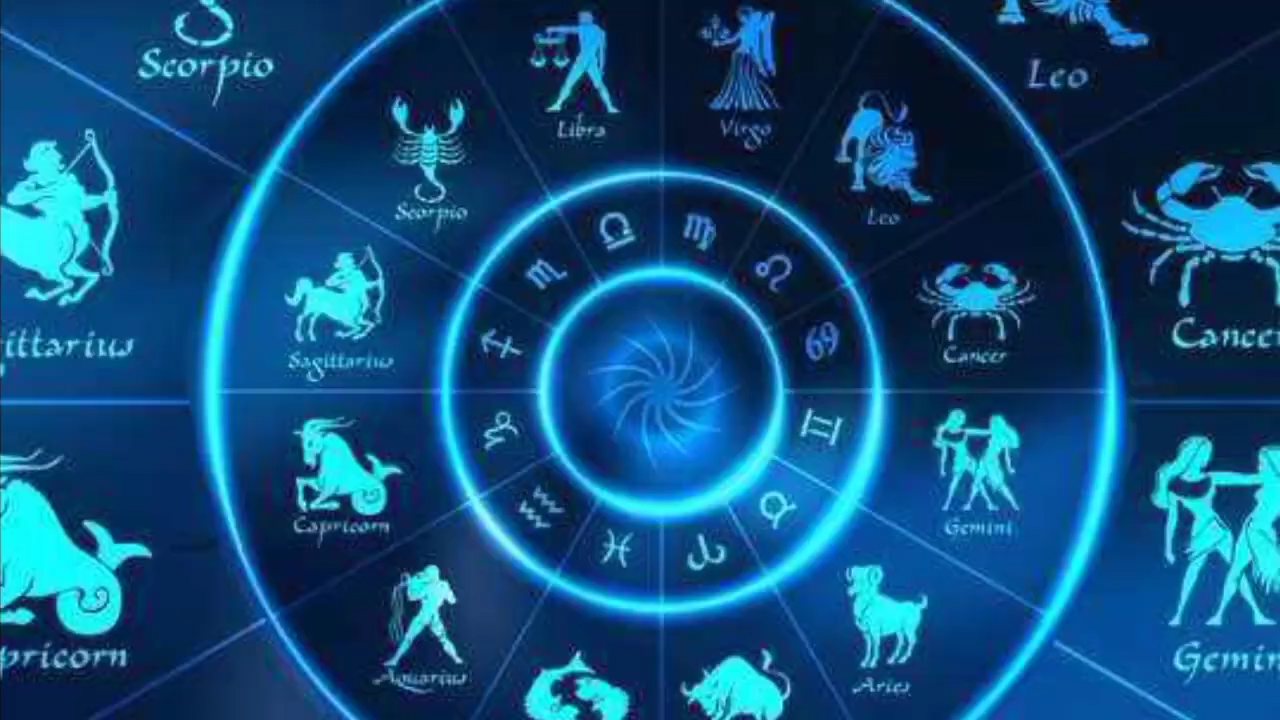 Scorpio
Leo
Libra
Virgo
Scorpio
Leo
ittarius
Sagittarius
Cancer
Cance
pricorn
Capricorn
Gemini
Gemin
Aquarius
Aries